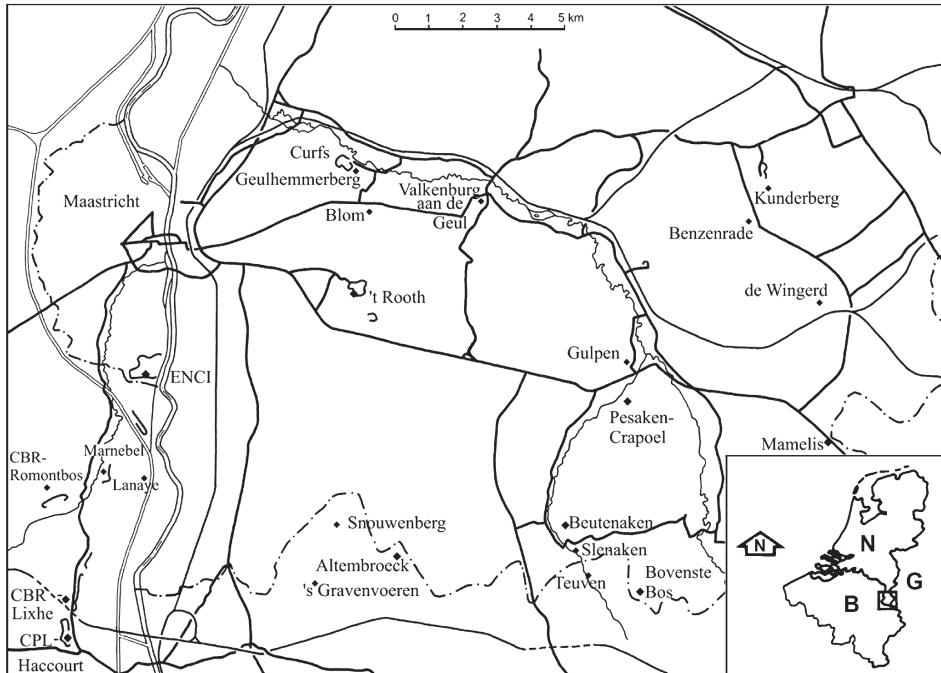 0 1 2 3 4 5 km
Curfs
Geulhemmerberg
Maastricht
Valkenburg
aan de
Geul
Blom
Kunderberg
Benzenrade
't Rooth
de Wingerd
Gulpen
ENCI
Pesaken-
Crapoel
Mamelis
Marnebel
CBR-
Romontbos
Lanaye
Snouwenberg
Beutenaken
Altembroeck
Slenaken
's Gravenvoeren
Teuven
Bovenste
Bos
CBR
Lixhe
CPL
Haccourt
N
N
G
B